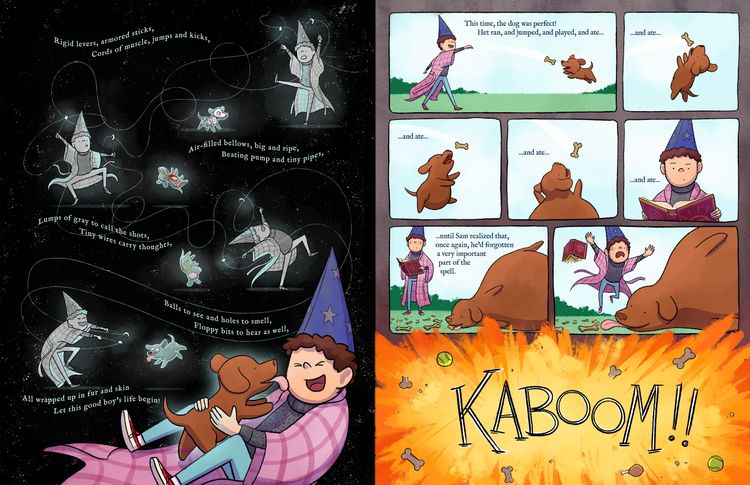 Rigid levers, armored sticks,
Cords of muscle, jumps and kicks,
Air-filled bellows, big and ripe,
Beating pump and tiny pipes,
Lumps of gray to call the shots,
Tiny wires carry thoughts,
Balls to see and holes to smell,
Floppy bits to hear as well,
All wrapped up in fur and skin
Let this good boy's life begin!
This time, the dog was perfect!
Het ran, and jumped, and played, and ate...
...and ate...
...and ate...
...and ate...
...and ate...
...until Sam realized that,
once again, he'd forgotten
a very important
part of the
spell.
KABOOM!!